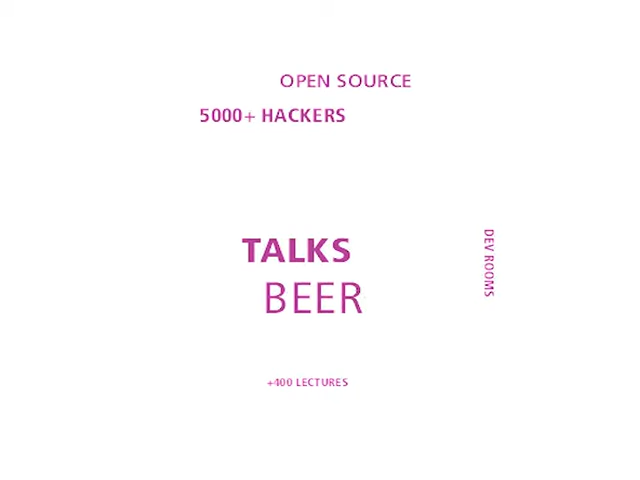 OPEN SOURCE
5000+ HACKERS
TALKS
DEV ROOMS
BEER
+400 LECTURES